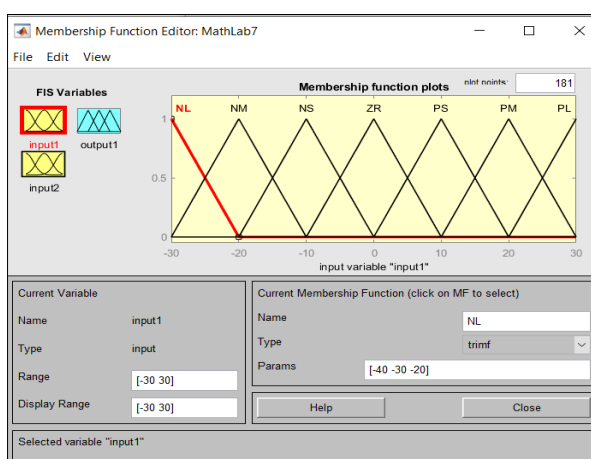 Membership Function Editor: MathLab7
File Edit View
FIS Variables
input1 output1
input2
Membership function plots
plot points: 181
NL NM NS ZR PS PM PL
1
0.5
0
-30 -20 -10 0 10 20 30
input variable "input1"
Current Variable
Name input1
Type input
Range [-30 30]
Display Range [-30 30]
Current Membership Function (click on MF to select)
Name NL
Type trimf
Params [-40 -30 -20]
Help Close
Selected variable "input1"